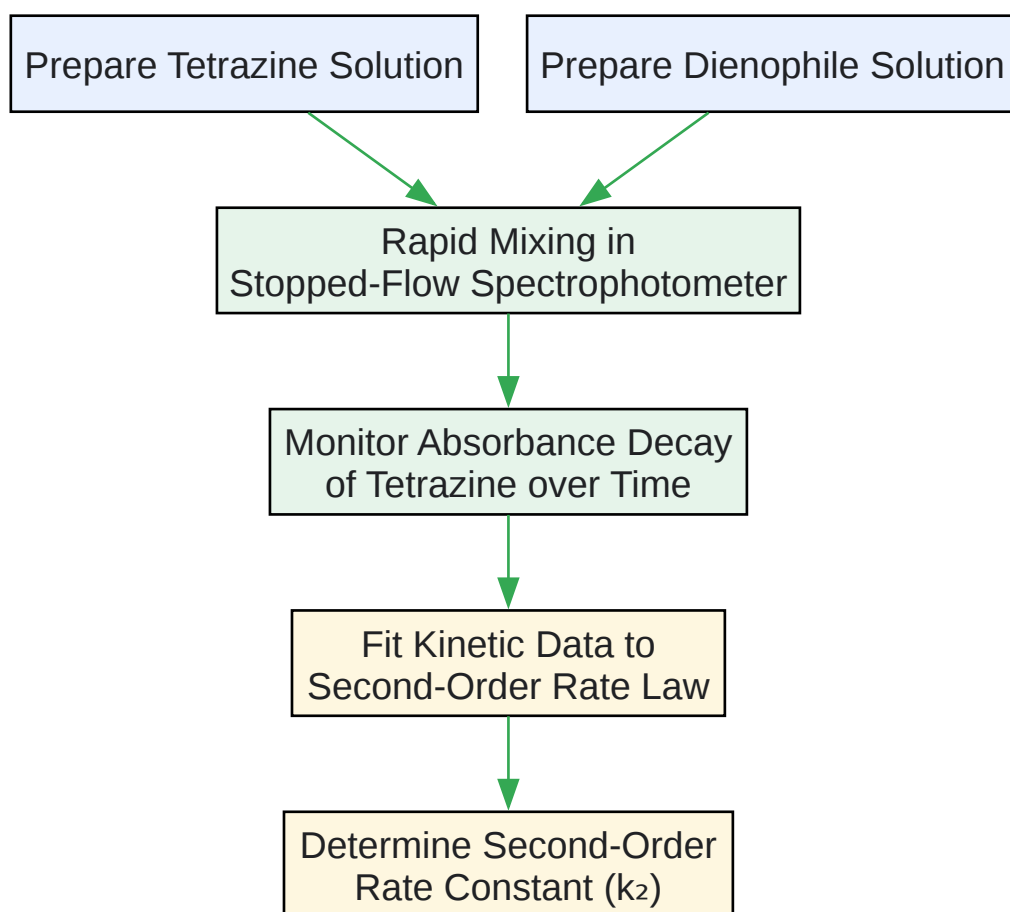 Prepare Tetrazine Solution
Prepare Dienophile Solution
Rapid Mixing in
Stopped-Flow Spectrophotometer
Monitor Absorbance Decay
of Tetrazine over Time
Fit Kinetic Data to
Second-Order Rate Law
Determine Second-Order
Rate Constant (k₂)